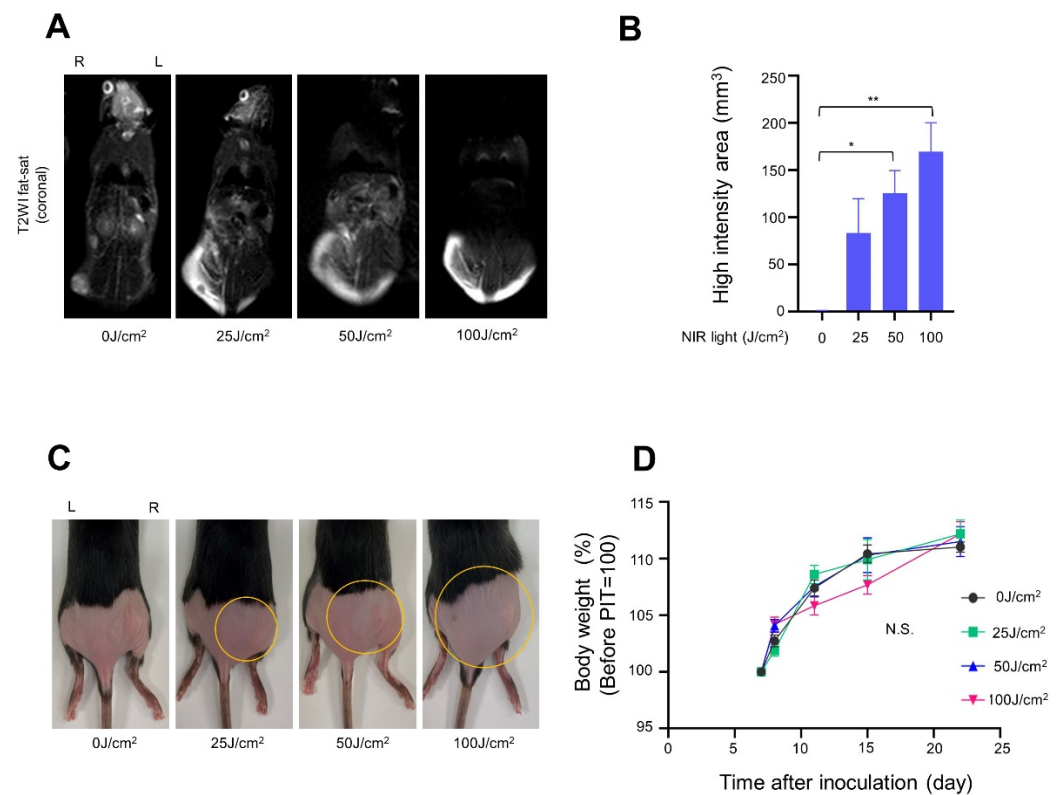 A
R L
T2WI fat-sat
(coronal)
0J/cm²
25J/cm²
50J/cm²
100J/cm²
B
High intensity area (mm³)
250
200
150
100
50
0
**
*
NIR light (J/cm²)
0 25 50 100
C
L R
0J/cm²
25J/cm²
50J/cm²
100J/cm²
D
Body weight (%)
(Before PIT=100)
115
110
105
100
95
0 5 10 15 20 25
Time after inoculation (day)
N.S.
0J/cm²
25J/cm²
50J/cm²
100J/cm²